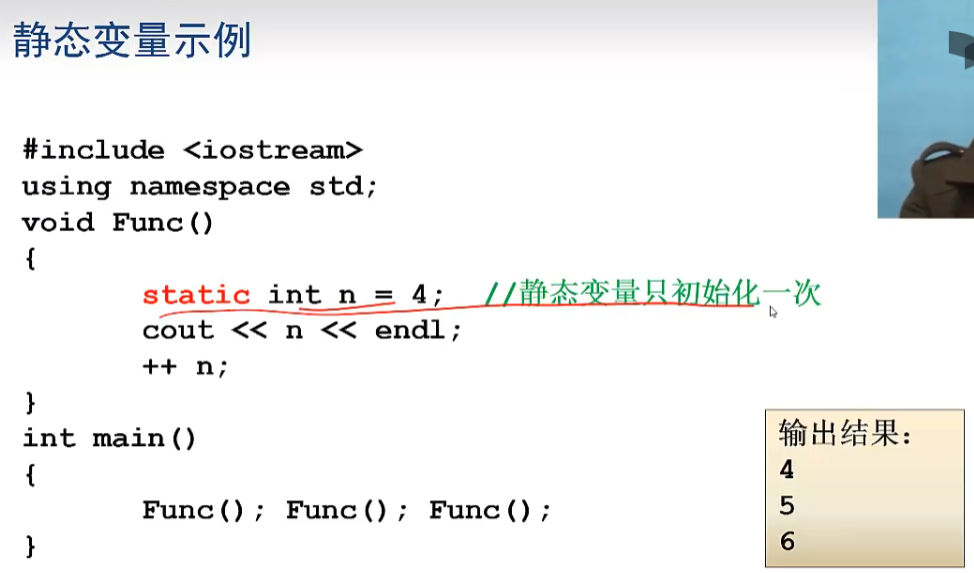 静态变量示例
#include <iostream>
using namespace std;
void Func()
{
static int n = 4; //静态变量只初始化一次
cout << n << endl;
++ n;
}
int main()
{
Func(); Func(); Func();
}
输出结果:
4
5
6